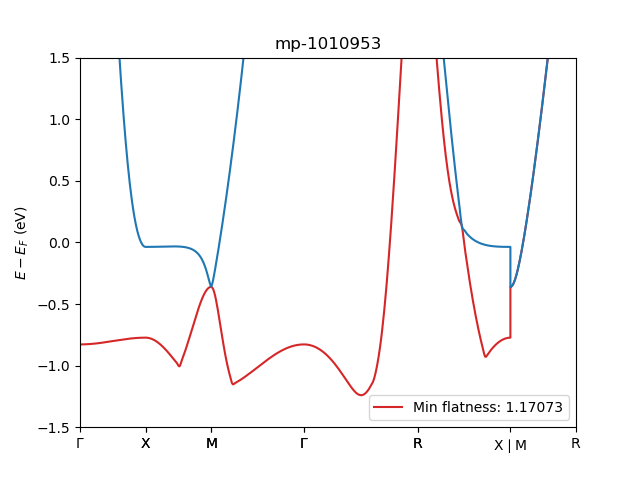 mp-1010953
1.5
1.0
0.5
0.0
−0.5
−1.0
−1.5
E − E_F (eV)
Min flatness: 1.17073
Γ X M Γ R X | M R